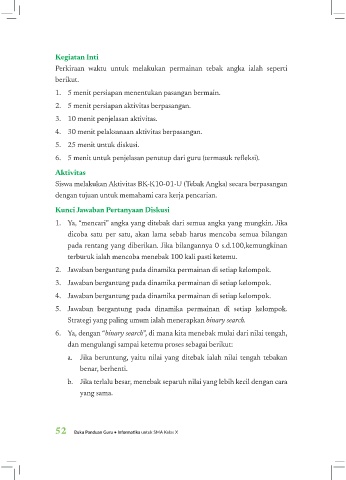 Kegiatan Inti
Perkiraan waktu untuk melakukan permainan tebak angka ialah seperti
berikut.
1. 5 menit persiapan menentukan pasangan bermain.
2. 5 menit persiapan aktivitas berpasangan.
3. 10 menit penjelasan aktivitas.
4. 30 menit pelaksanaan aktivitas berpasangan.
5. 25 menit untuk diskusi.
6. 5 menit untuk penjelasan penutup dari guru (termasuk refleksi).
Aktivitas
Siswa melakukan Aktivitas BK-K10-01-U (Tebak Angka) secara berpasangan
dengan tujuan untuk memahami cara kerja pencarian.
Kunci Jawaban Pertanyaan Diskusi
1. Ya, "mencari" angka yang ditebak dari semua angka yang mungkin. Jika
dicoba satu per satu, akan lama sebab harus mencoba semua bilangan
pada rentang yang diberikan. Jika bilangannya 0 s.d.100,kemungkinan
terburuk ialah mencoba menebak 100 kali pasti ketemu.
2. Jawaban bergantung pada dinamika permainan di setiap kelompok.
3. Jawaban bergantung pada dinamika permainan di setiap kelompok.
4. Jawaban bergantung pada dinamika permainan di setiap kelompok.
5. Jawaban bergantung pada dinamika permainan di setiap kelompok.
Strategi yang paling umum ialah menerapkan binary search.
6. Ya, dengan "binary search", di mana kita menebak mulai dari nilai tengah,
dan mengulangi sampai ketemu proses sebagai berikut:
a. Jika beruntung, yaitu nilai yang ditebak ialah nilai tengah tebakan
benar, berhenti.
b. Jika terlalu besar, menebak separuh nilai yang lebih kecil dengan cara
yang sama.
52 Buku Panduan Guru • Informatika untuk SMA Kelas X